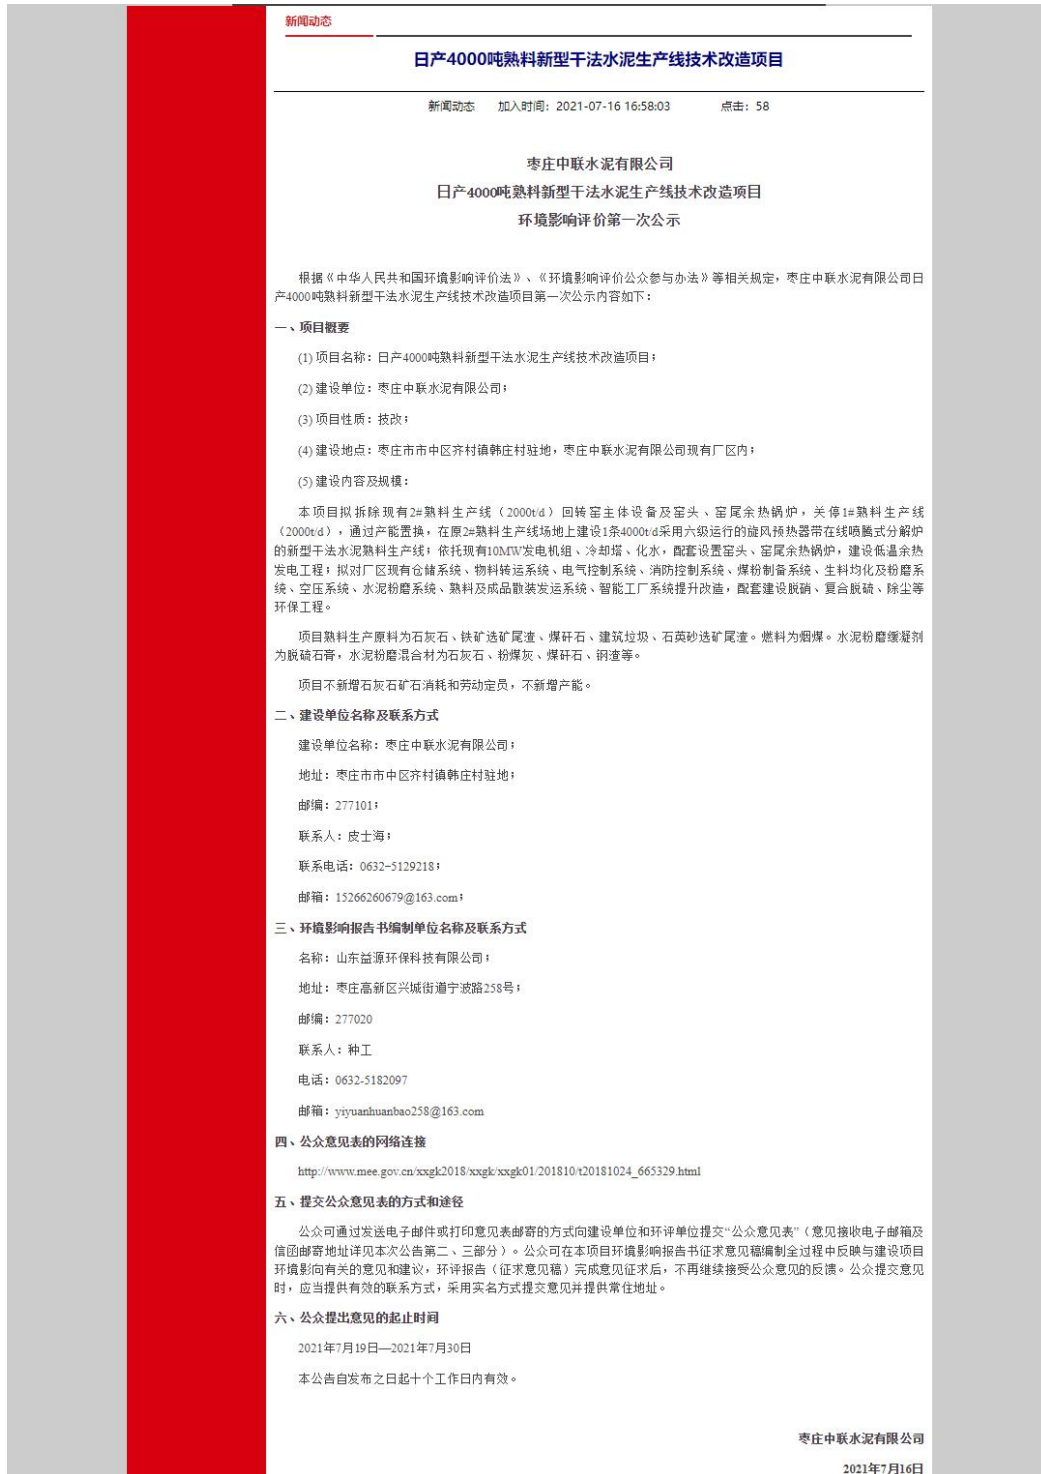 新闻动态
日产4000吨熟料新型干法水泥生产线技术改造项目
新闻动态 加入时间：2021-07-16 16:58:03 点击：58
枣庄中联水泥有限公司
日产4000吨熟料新型干法水泥生产线技术改造项目
环境影响评价第一次公示
根据《中华人民共和国环境影响评价法》、《环境影响评价公众参与办法》等相关规定，枣庄中联水泥有限公司日
产4000吨熟料新型干法水泥生产线技术改造项目第一次公示内容如下：
一、项目概要
(1) 项目名称：日产4000吨熟料新型干法水泥生产线技术改造项目；
(2) 建设单位：枣庄中联水泥有限公司；
(3) 项目性质：技改；
(4) 建设地点：枣庄市市中区齐村镇韩庄村驻地，枣庄中联水泥有限公司现有厂区内；
(5) 建设内容及规模：
本项目拟拆除现有2#熟料生产线（2000t/d）回转窑主体设备及窑头、窑尾余热锅炉，关停1#熟料生产线
（2000t/d），通过产能置换，在原2#熟料生产线场地上建设1条4000t/d采用六级运行的旋风预热器带在线喷腾式分解炉
的新型干法水泥熟料生产线；依托现有10MW发电机组、冷却塔、化水，配套设置窑头、窑尾余热锅炉，建设低温余热
发电工程；拟对厂区现有仓储系统、物料转运系统、电气控制系统、消防控制系统、煤粉制备系统、生料均化及粉磨系
统、空压系统、水泥粉磨系统、熟料及成品散装发运系统、智能工厂系统提升改造，配套建设脱硝、复合脱硫、除尘等
环保工程。
项目熟料生产原料为石灰石、铁矿选矿尾渣、煤矸石、建筑垃圾、石英砂选矿尾渣。燃料为烟煤。水泥粉磨缓凝剂
为脱硫石膏，水泥粉磨混合材为石灰石、粉煤灰、煤矸石、钢渣等。
项目不新增石灰石矿石消耗和劳动定员，不新增产能。
二、建设单位名称及联系方式
建设单位名称：枣庄中联水泥有限公司；
地址：枣庄市市中区齐村镇韩庄村驻地；
邮编：277101；
联系人：皮士海；
联系电话：0632-5129218；
邮箱：15266260679@163.com；
三、环境影响报告书编制单位名称及联系方式
名称：山东益源环保科技有限公司；
地址：枣庄高新区兴城街道宁波路258号；
邮编：277020
联系人：种工
电话：0632-5182097
邮箱：yiyuanhuanbao258@163.com
四、公众意见表的网络连接
http://www.mee.gov.cn/xxgk2018/xxgk/xxgk01/201810/t20181024_665329.html
五、提交公众意见表的方式和途径
公众可通过发送电子邮件或打印意见表邮寄的方式向建设单位和环评单位提交“公众意见表”（意见接收电子邮箱及
信函邮寄地址详见本次公告第二、三部分）。公众可在本项目环境影响报告书征求意见稿编制全过程中反映与建设项目
环境影向有关的意见和建议，环评报告（征求意见稿）完成意见征求后，不再继续接受公众意见的反馈。公众提交意见
时，应当提供有效的联系方式，采用实名方式提交意见并提供常住地址。
六、公众提出意见的起止时间
2021年7月19日—2021年7月30日
本公告自发布之日起十个工作日内有效。
枣庄中联水泥有限公司
2021年7月16日